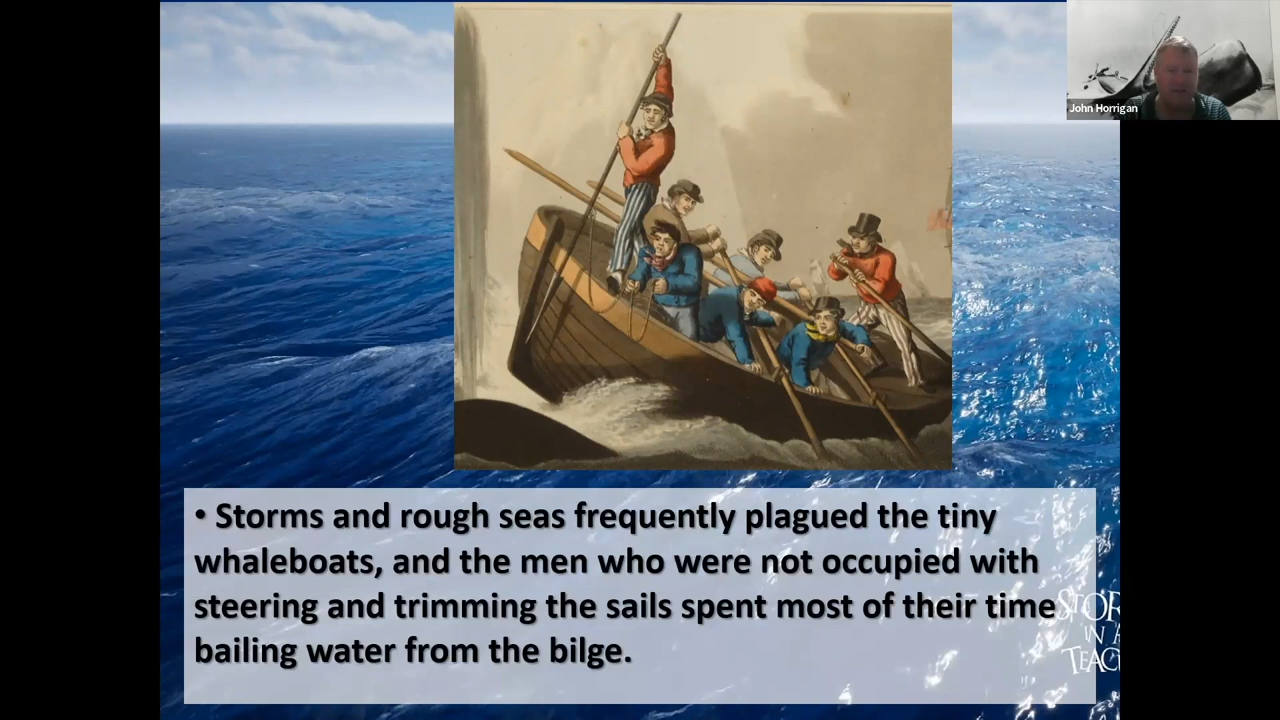 John Horrigan
• Storms and rough seas frequently plagued the tiny
whaleboats, and the men who were not occupied with
steering and trimming the sails spent most of their time
bailing water from the bilge.
IN A